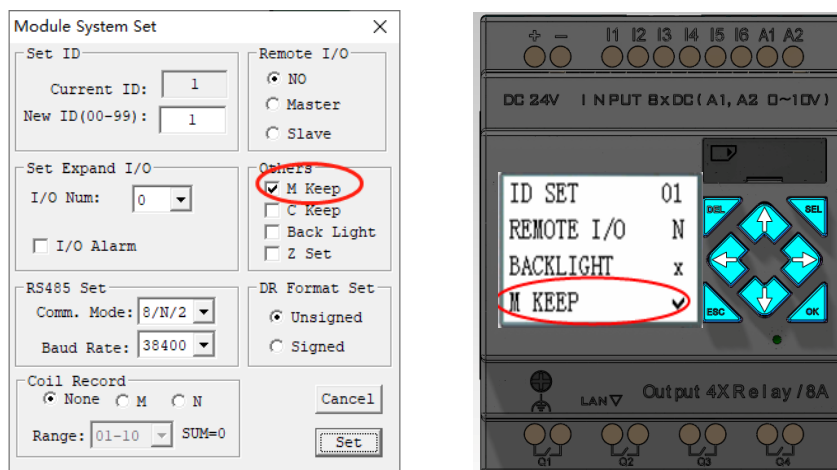 Module System Set
Set ID
Current ID: 1
New ID(00-99): 1
Remote I/O
NO
Master
Slave
Set Expand I/O
I/O Num: 0
I/O Alarm
Others
M Keep
C Keep
Back Light
Z Set
RS485 Set
Comm. Mode: 8/N/2
Baud Rate: 38400
DR Format Set
Unsigned
Signed
Coil Record
None M N
Range: 01-10 SUM=0
Cancel
Set
+ − I1 I2 I3 I4 I5 I6 A1 A2
DC 24V INPUT 8xDC(A1, A2 0~10V)
ID SET 01
REMOTE I/O N
BACKLIGHT x
M KEEP ✓
DEL SEL
ESC OK
LAN▽ Output 4XRelay/8A
Q1 Q2 Q3 Q4